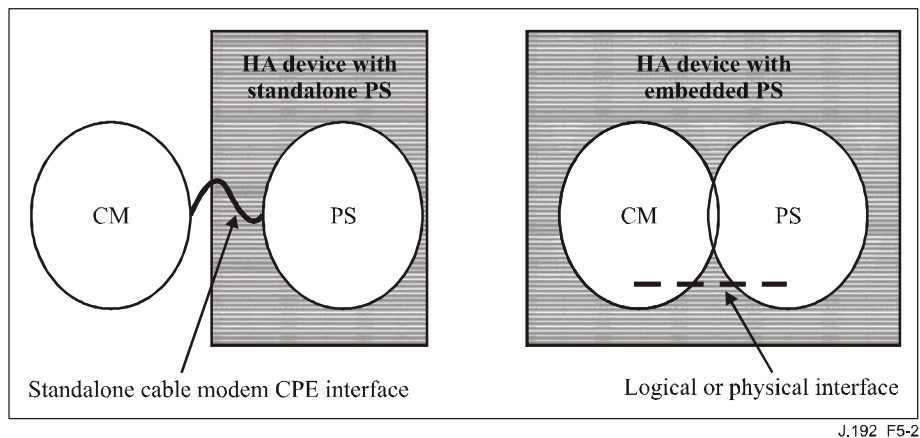 HA device with
standalone PS
HA device with
embedded PS
CM
PS
CM
PS
Standalone cable modem CPE interface
Logical or physical interface
J.192 F5-2